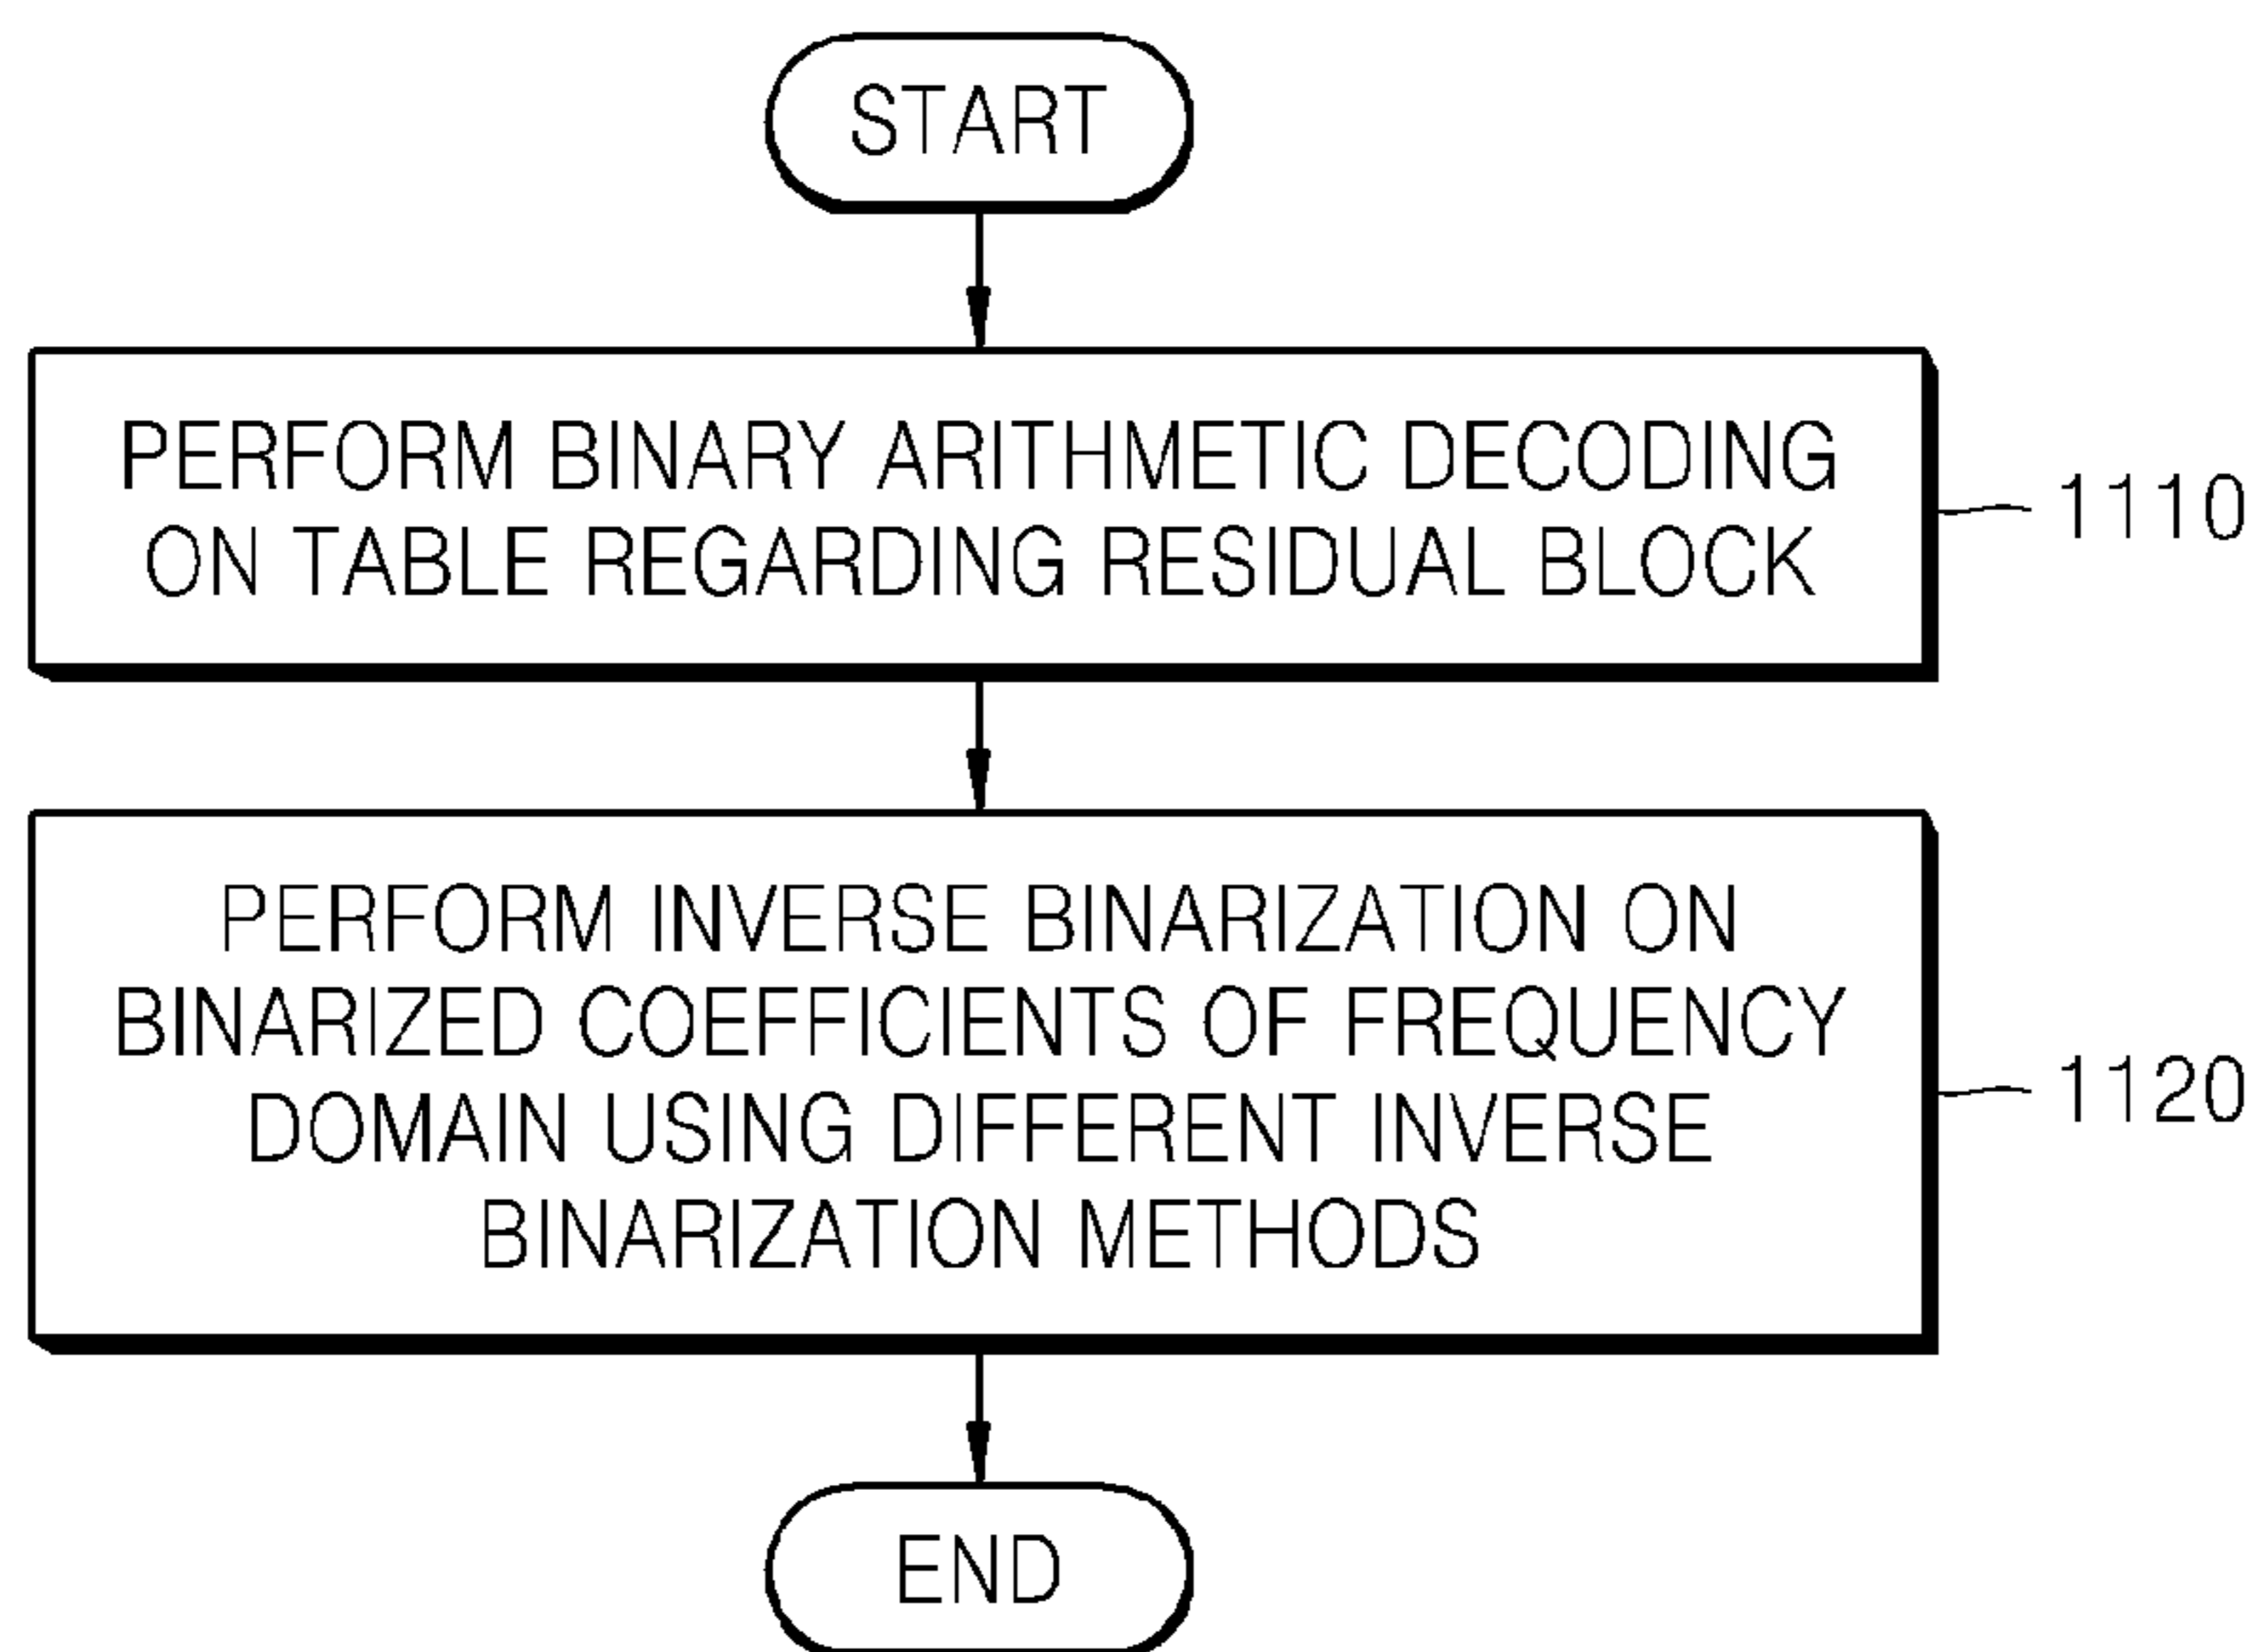 START
PERFORM BINARY ARITHMETIC DECODING
ON TABLE REGARDING RESIDUAL BLOCK
1110
PERFORM INVERSE BINARIZATION ON
BINARIZED COEFFICIENTS OF FREQUENCY
DOMAIN USING DIFFERENT INVERSE
BINARIZATION METHODS
1120
END